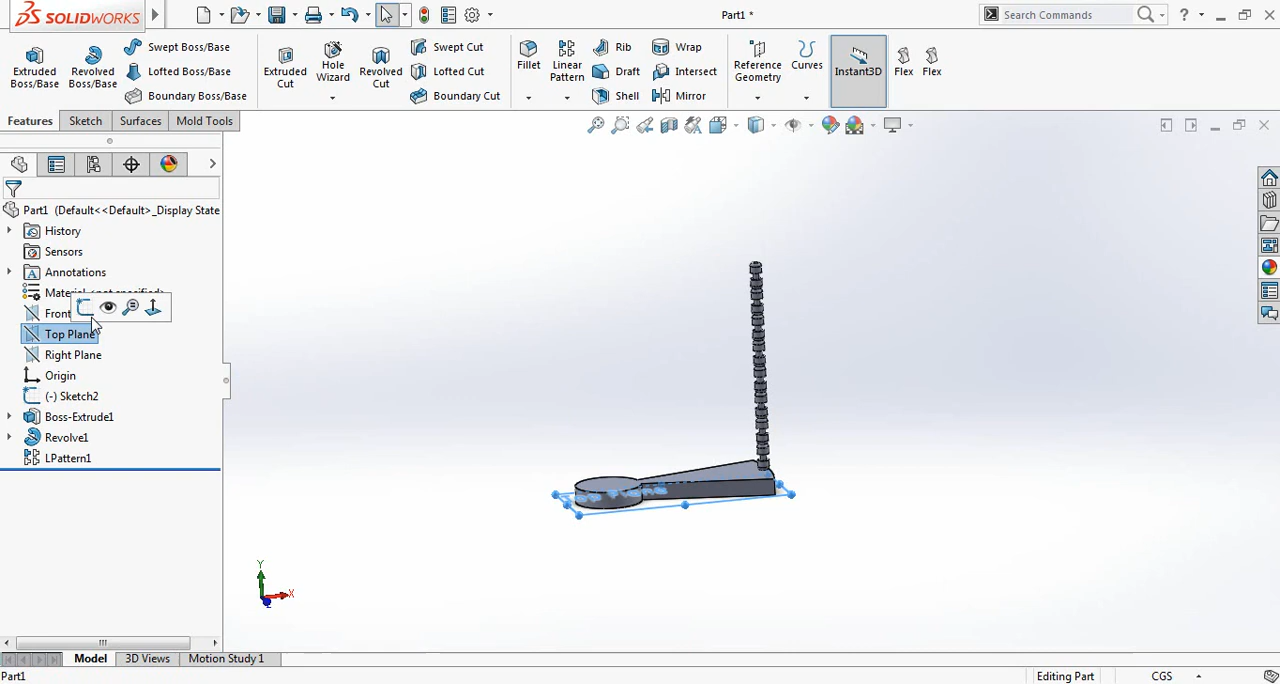 SOLIDWORKS
Part1 *
Search Commands
?
Extruded Boss/Base
Revolved Boss/Base
Swept Boss/Base
Lofted Boss/Base
Boundary Boss/Base
Extruded Cut
Hole Wizard
Revolved Cut
Swept Cut
Lofted Cut
Boundary Cut
Fillet
Linear Pattern
Rib
Draft
Shell
Wrap
Intersect
Mirror
Reference Geometry
Curves
Instant3D
Flex
Flex
Features
Sketch
Surfaces
Mold Tools
Part1 (Default<<Default>_Display State
History
Sensors
Annotations
Material <not specified>
Front
Top Plane
Right Plane
Origin
(-) Sketch2
Boss-Extrude1
Revolve1
LPattern1
Y
X
Z
Model
3D Views
Motion Study 1
Part1
Editing Part
CGS